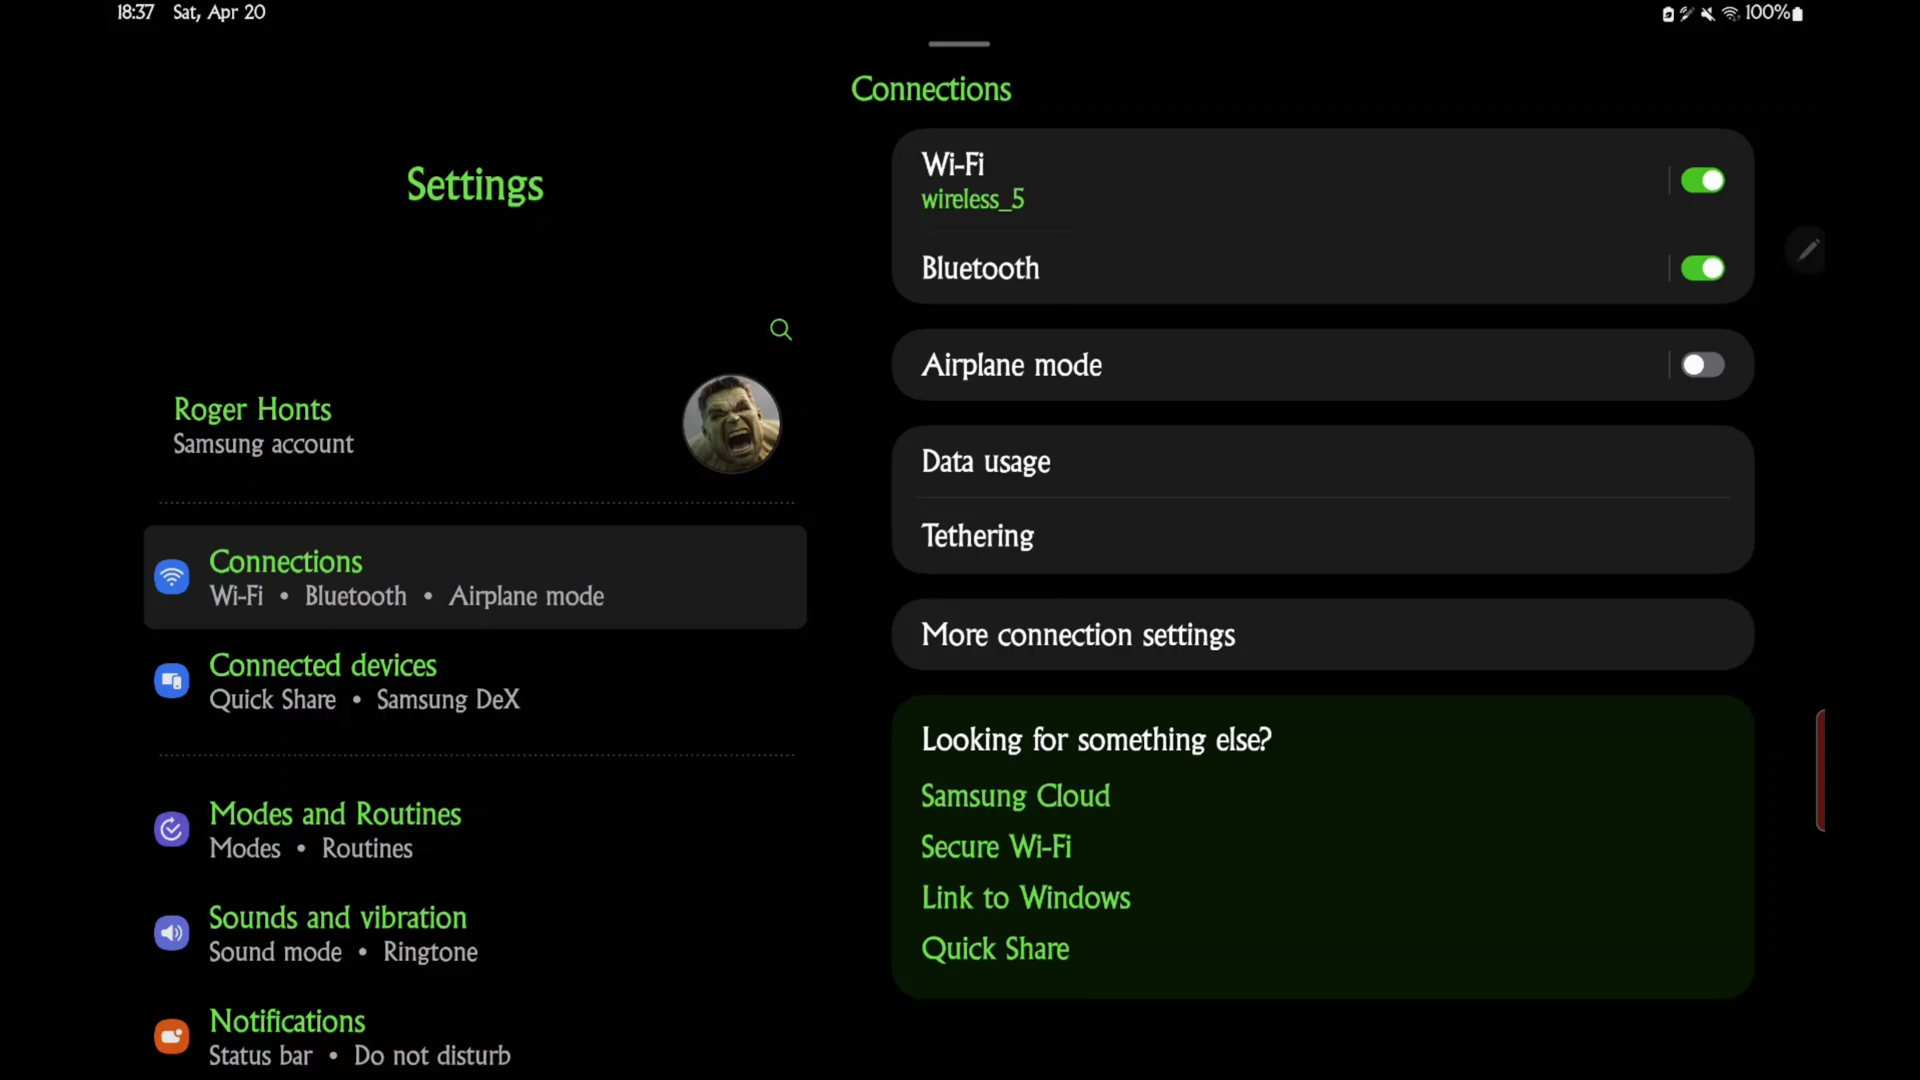 18:37 Sat, Apr 20
100%
Settings
Roger Honts
Samsung account
Connections
Wi-Fi • Bluetooth • Airplane mode
Connected devices
Quick Share • Samsung DeX
Modes and Routines
Modes • Routines
Sounds and vibration
Sound mode • Ringtone
Notifications
Status bar • Do not disturb
Connections
Wi-Fi
wireless_5
Bluetooth
Airplane mode
Data usage
Tethering
More connection settings
Looking for something else?
Samsung Cloud
Secure Wi-Fi
Link to Windows
Quick Share